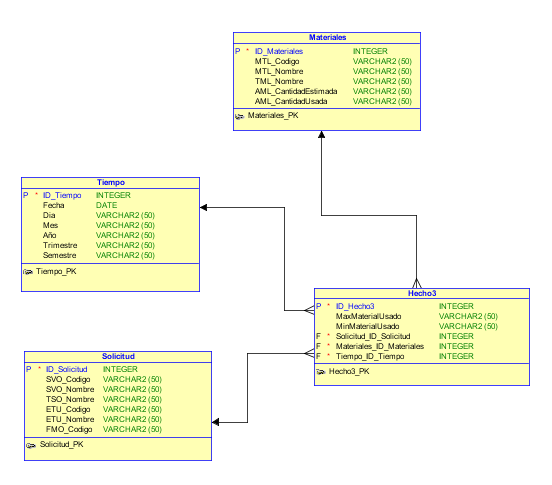 Materiales
P * ID_Materiales INTEGER
MTL_Codigo VARCHAR2 (50)
MTL_Nombre VARCHAR2 (50)
TML_Nombre VARCHAR2 (50)
AML_CantidadEstimada VARCHAR2 (50)
AML_CantidadUsada VARCHAR2 (50)
Materiales_PK
Tiempo
P * ID_Tiempo INTEGER
Fecha DATE
Dia VARCHAR2 (50)
Mes VARCHAR2 (50)
Año VARCHAR2 (50)
Trimestre VARCHAR2 (50)
Semestre VARCHAR2 (50)
Tiempo_PK
Hecho3
P * ID_Hecho3 INTEGER
MaxMaterialUsado VARCHAR2 (50)
MinMaterialUsado VARCHAR2 (50)
F * Solicitud_ID_Solicitud INTEGER
F * Materiales_ID_Materiales INTEGER
F * Tiempo_ID_Tiempo INTEGER
Hecho3_PK
Solicitud
P * ID_Solicitud INTEGER
SVO_Codigo VARCHAR2 (50)
SVO_Nombre VARCHAR2 (50)
TSO_Nombre VARCHAR2 (50)
ETU_Codigo VARCHAR2 (50)
ETU_Nombre VARCHAR2 (50)
FMO_Codigo VARCHAR2 (50)
Solicitud_PK